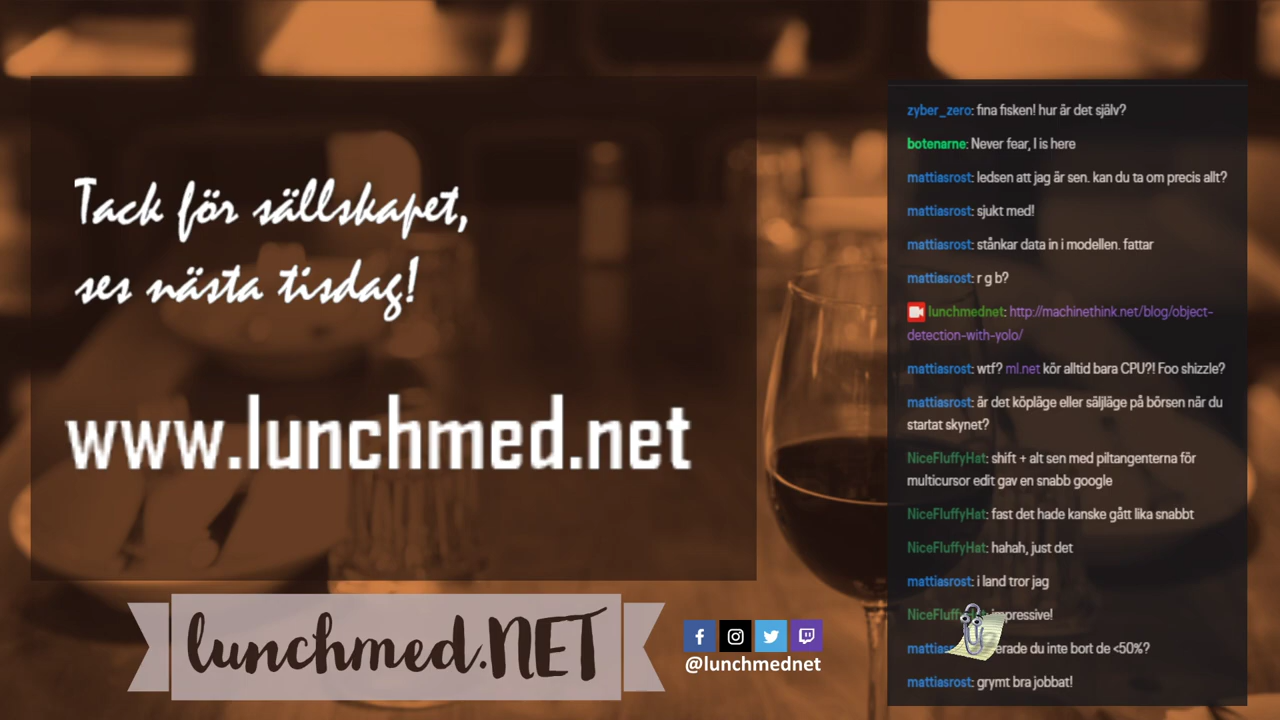 Tack för sällskapet,
ses nästa tisdag!
www.lunchmed.net
lunchmed.NET
@lunchmednet
zyber_zero: fina fisken! hur är det själv?
botenarne: Never fear, I is here
mattiasrost: ledsen att jag är sen. kan du ta om precis allt?
mattiasrost: sjukt med!
mattiasrost: stånkar data in i modellen. fattar
mattiasrost: r g b?
lunchmednet: http://machinethink.net/blog/object-
detection-with-yolo/
mattiasrost: wtf? ml.net kör alltid bara CPU?! Foo shizzle?
mattiasrost: är det köpläge eller säljläge på börsen när du
startat skynet?
NiceFluffyHat: shift + alt sen med piltangenterna för
multicursor edit gav en snabb google
NiceFluffyHat: fast det hade kanske gått lika snabbt
NiceFluffyHat: hahah, just det
mattiasrost: i land tror jag
impressive!
du inte bort de <50%?
mattiasrost: grymt bra jobbat!